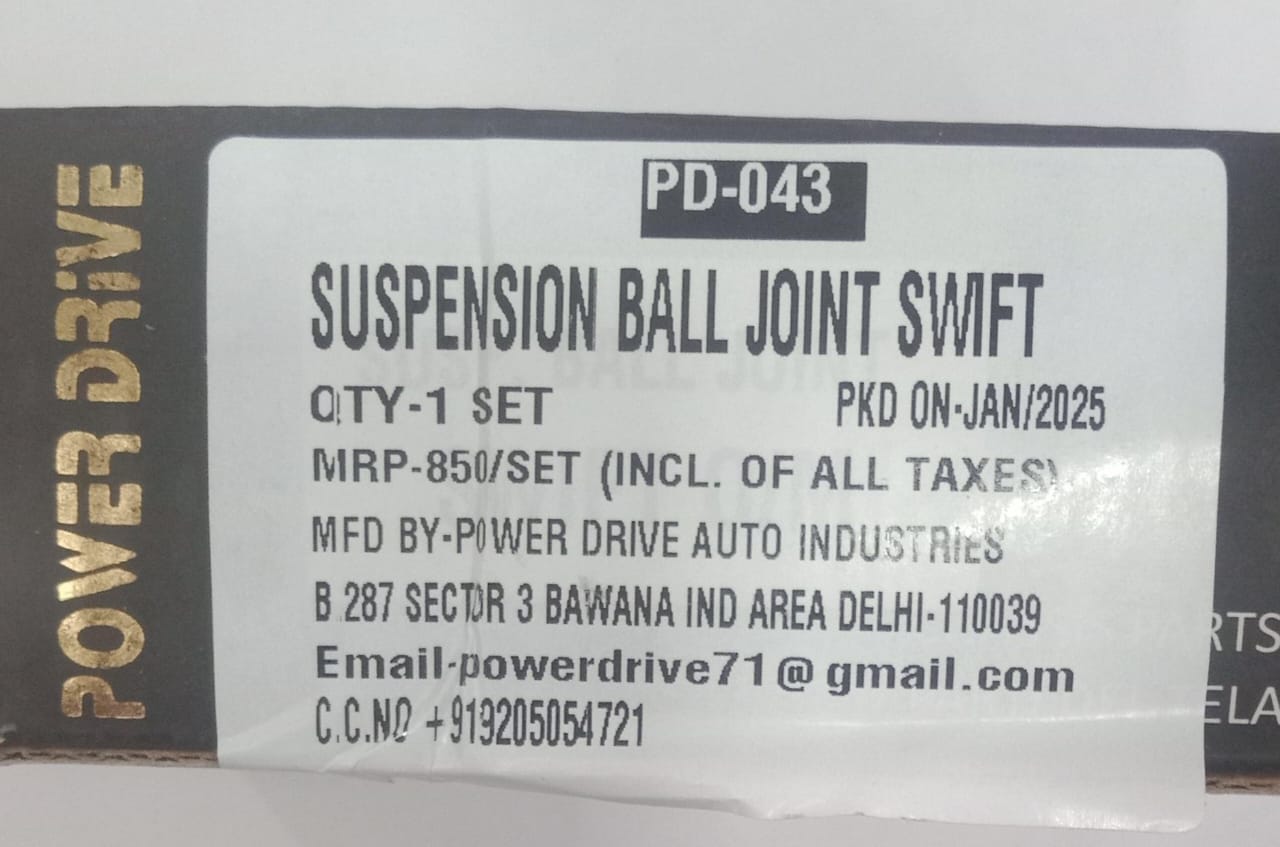 POWER DRiVE
PD-043
SUSPENSION BALL JOINT SWIFT
QTY-1 SET PKD ON-JAN/2025
MRP-850/SET (INCL. OF ALL TAXES)
MFD BY-POWER DRIVE AUTO INDUSTRIES
B 287 SECTOR 3 BAWANA IND AREA DELHI-110039
Email-powerdrive71@gmail.com
C.C.NO +919205054721